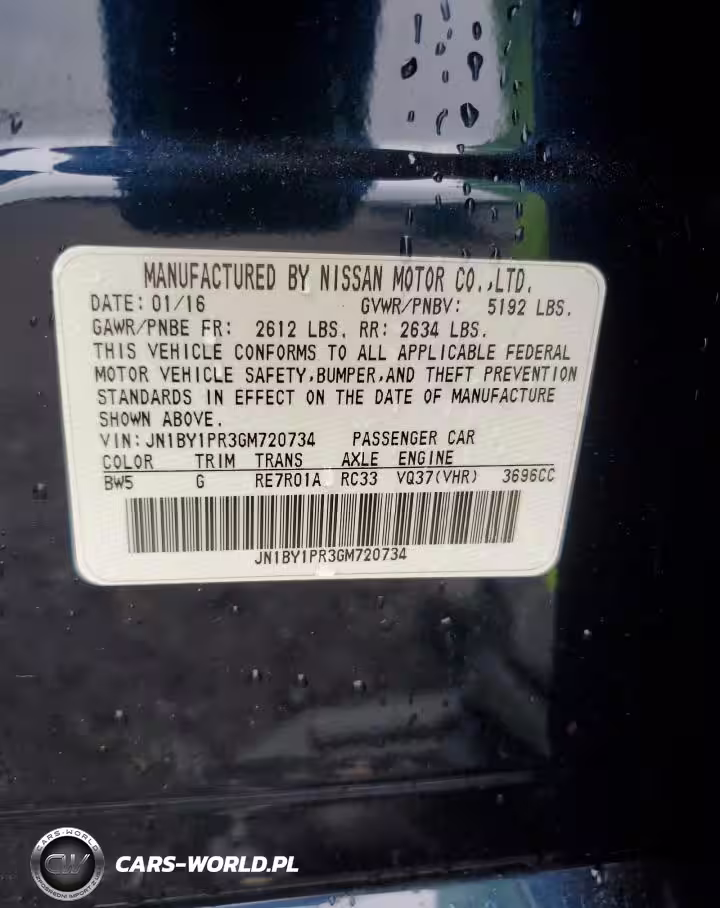 MANUFACTURED BY NISSAN MOTOR CO.,LTD.
DATE: 01/16 GVWR/PNBV: 5192 LBS.
GAWR/PNBE FR: 2612 LBS. RR: 2634 LBS.
THIS VEHICLE CONFORMS TO ALL APPLICABLE FEDERAL
MOTOR VEHICLE SAFETY,BUMPER,AND THEFT PREVENTION
STANDARDS IN EFFECT ON THE DATE OF MANUFACTURE
SHOWN ABOVE.
VIN:JN1BY1PR3GM720734 PASSENGER CAR
COLOR TRIM TRANS AXLE ENGINE
BW5 G RE7R01A RC33 VQ37(VHR) 3696CC
JN1BY1PR3GM720734
CARS-WORLD
CW
CARS-WORLD.PL